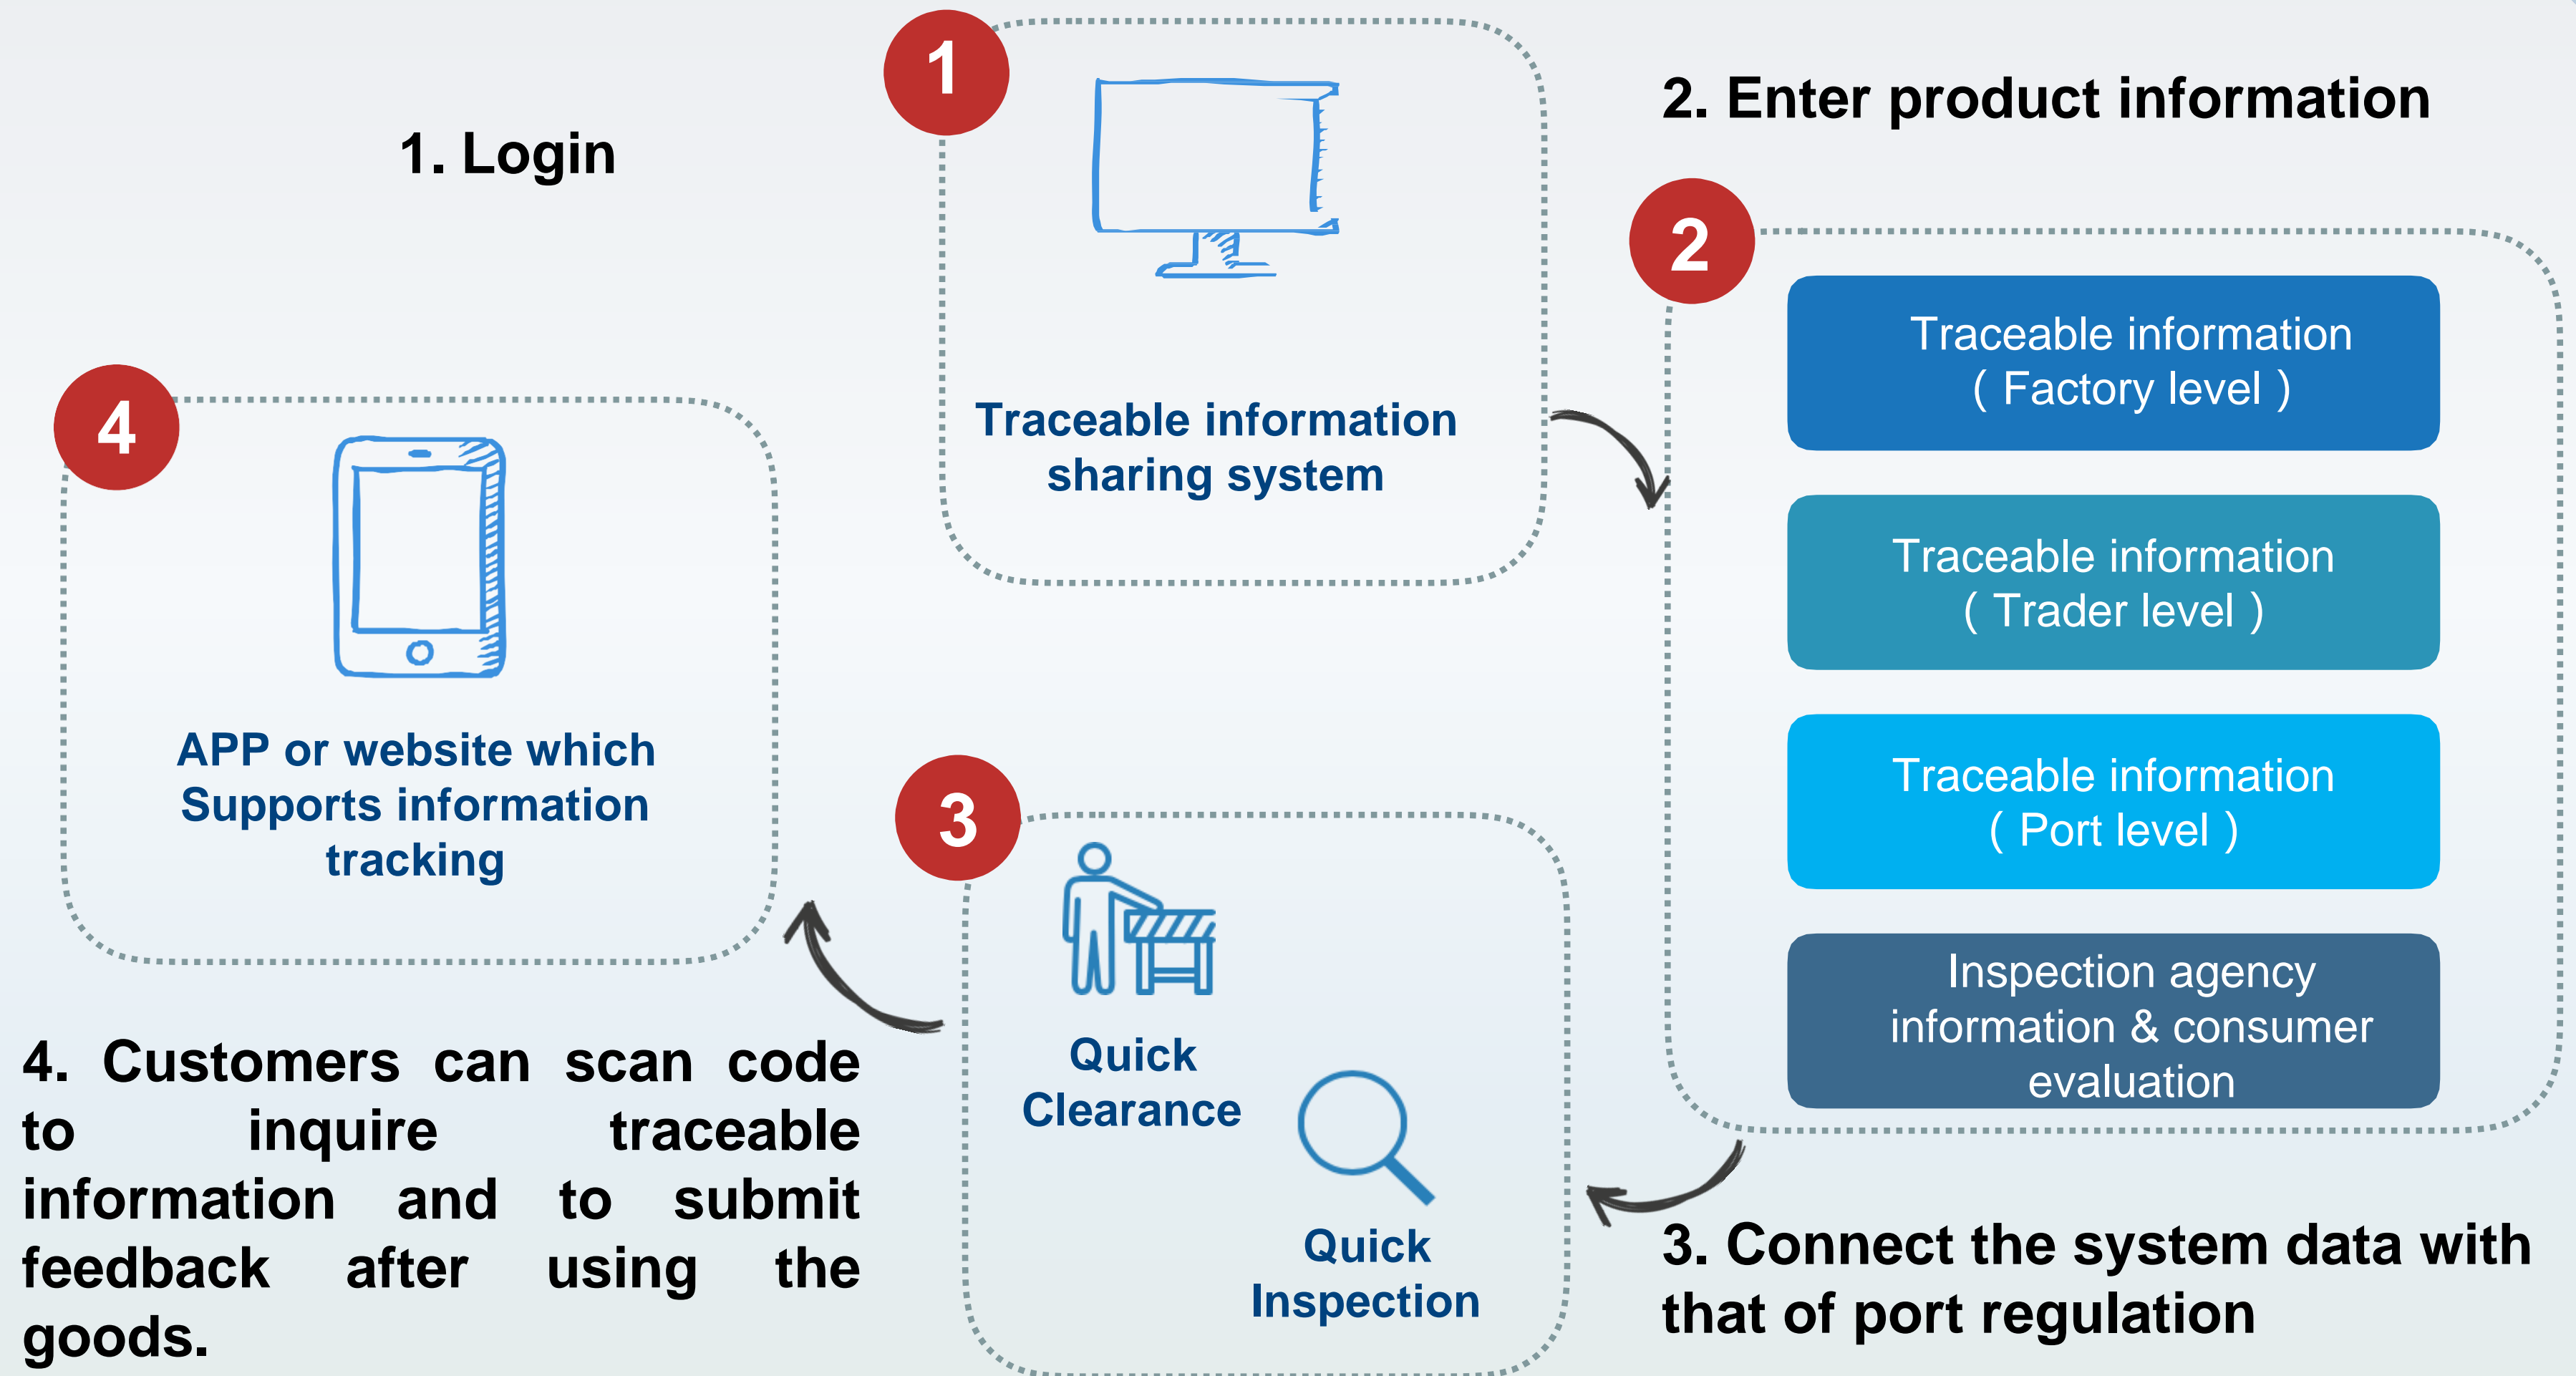 1. Login
1
Traceable information
sharing system
2. Enter product information
2
Traceable information
( Factory level )
Traceable information
( Trader level )
Traceable information
( Port level )
Inspection agency
information & consumer
evaluation
3
Quick
Clearance
Quick
Inspection
3. Connect the system data with
that of port regulation
4
APP or website which
Supports information
tracking
4. Customers can scan code
to inquire traceable
information and to submit
feedback after using the
goods.